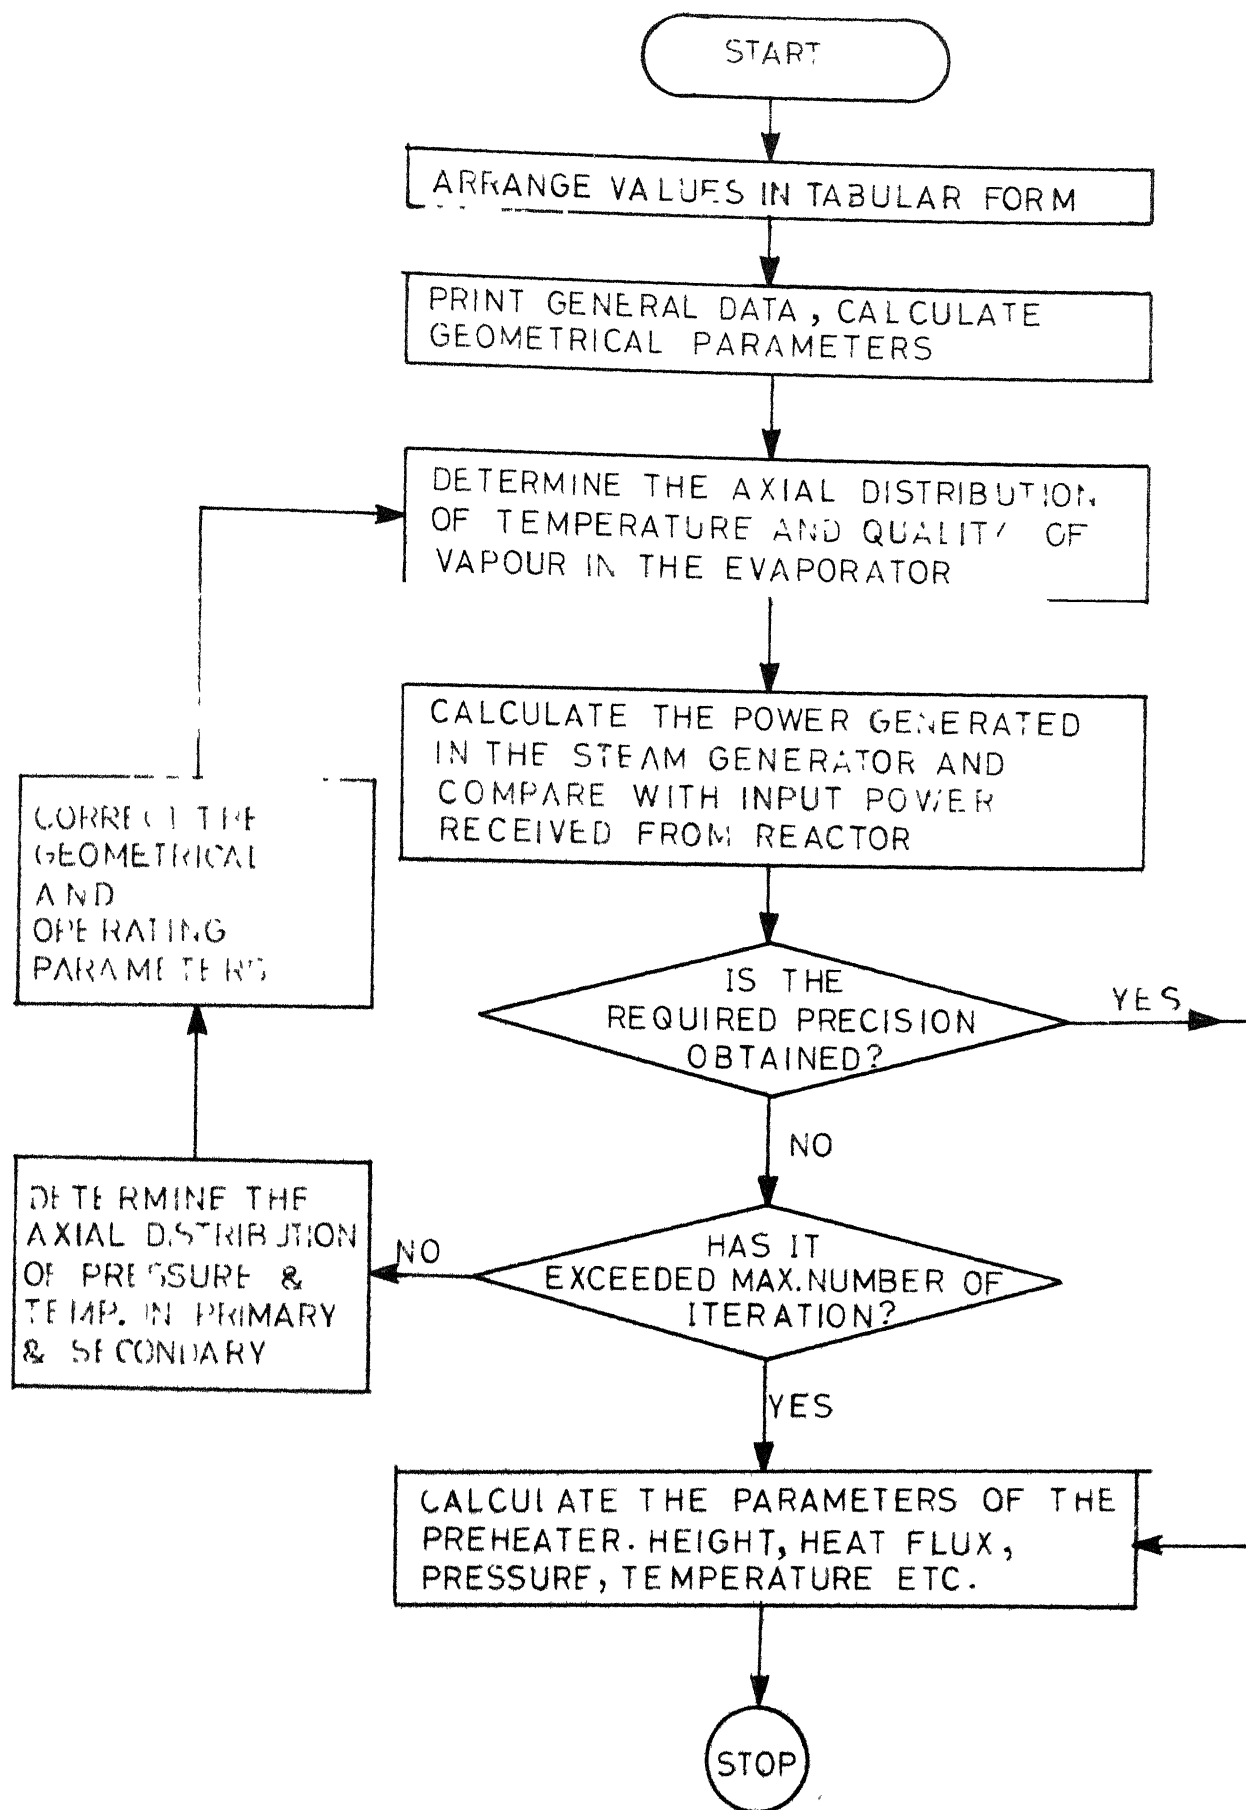 START
ARRANGE VALUES IN TABULAR FORM
PRINT GENERAL DATA, CALCULATE
GEOMETRICAL PARAMETERS
DETERMINE THE AXIAL DISTRIBUTION
OF TEMPERATURE AND QUALITY OF
VAPOUR IN THE EVAPORATOR
CALCULATE THE POWER GENERATED
IN THE STEAM GENERATOR AND
COMPARE WITH INPUT POWER
RECEIVED FROM REACTOR
CORRECT THE
GEOMETRICAL
AND
OPERATING
PARAMETERS
IS THE
REQUIRED PRECISION
OBTAINED?
YES
NO
DETERMINE THE
AXIAL DISTRIBUTION
OF PRESSURE &
TEMP. IN PRIMARY
& SECONDARY
NO
HAS IT
EXCEEDED MAX.NUMBER OF
ITERATION?
YES
CALCULATE THE PARAMETERS OF THE
PREHEATER. HEIGHT, HEAT FLUX,
PRESSURE, TEMPERATURE ETC.
STOP